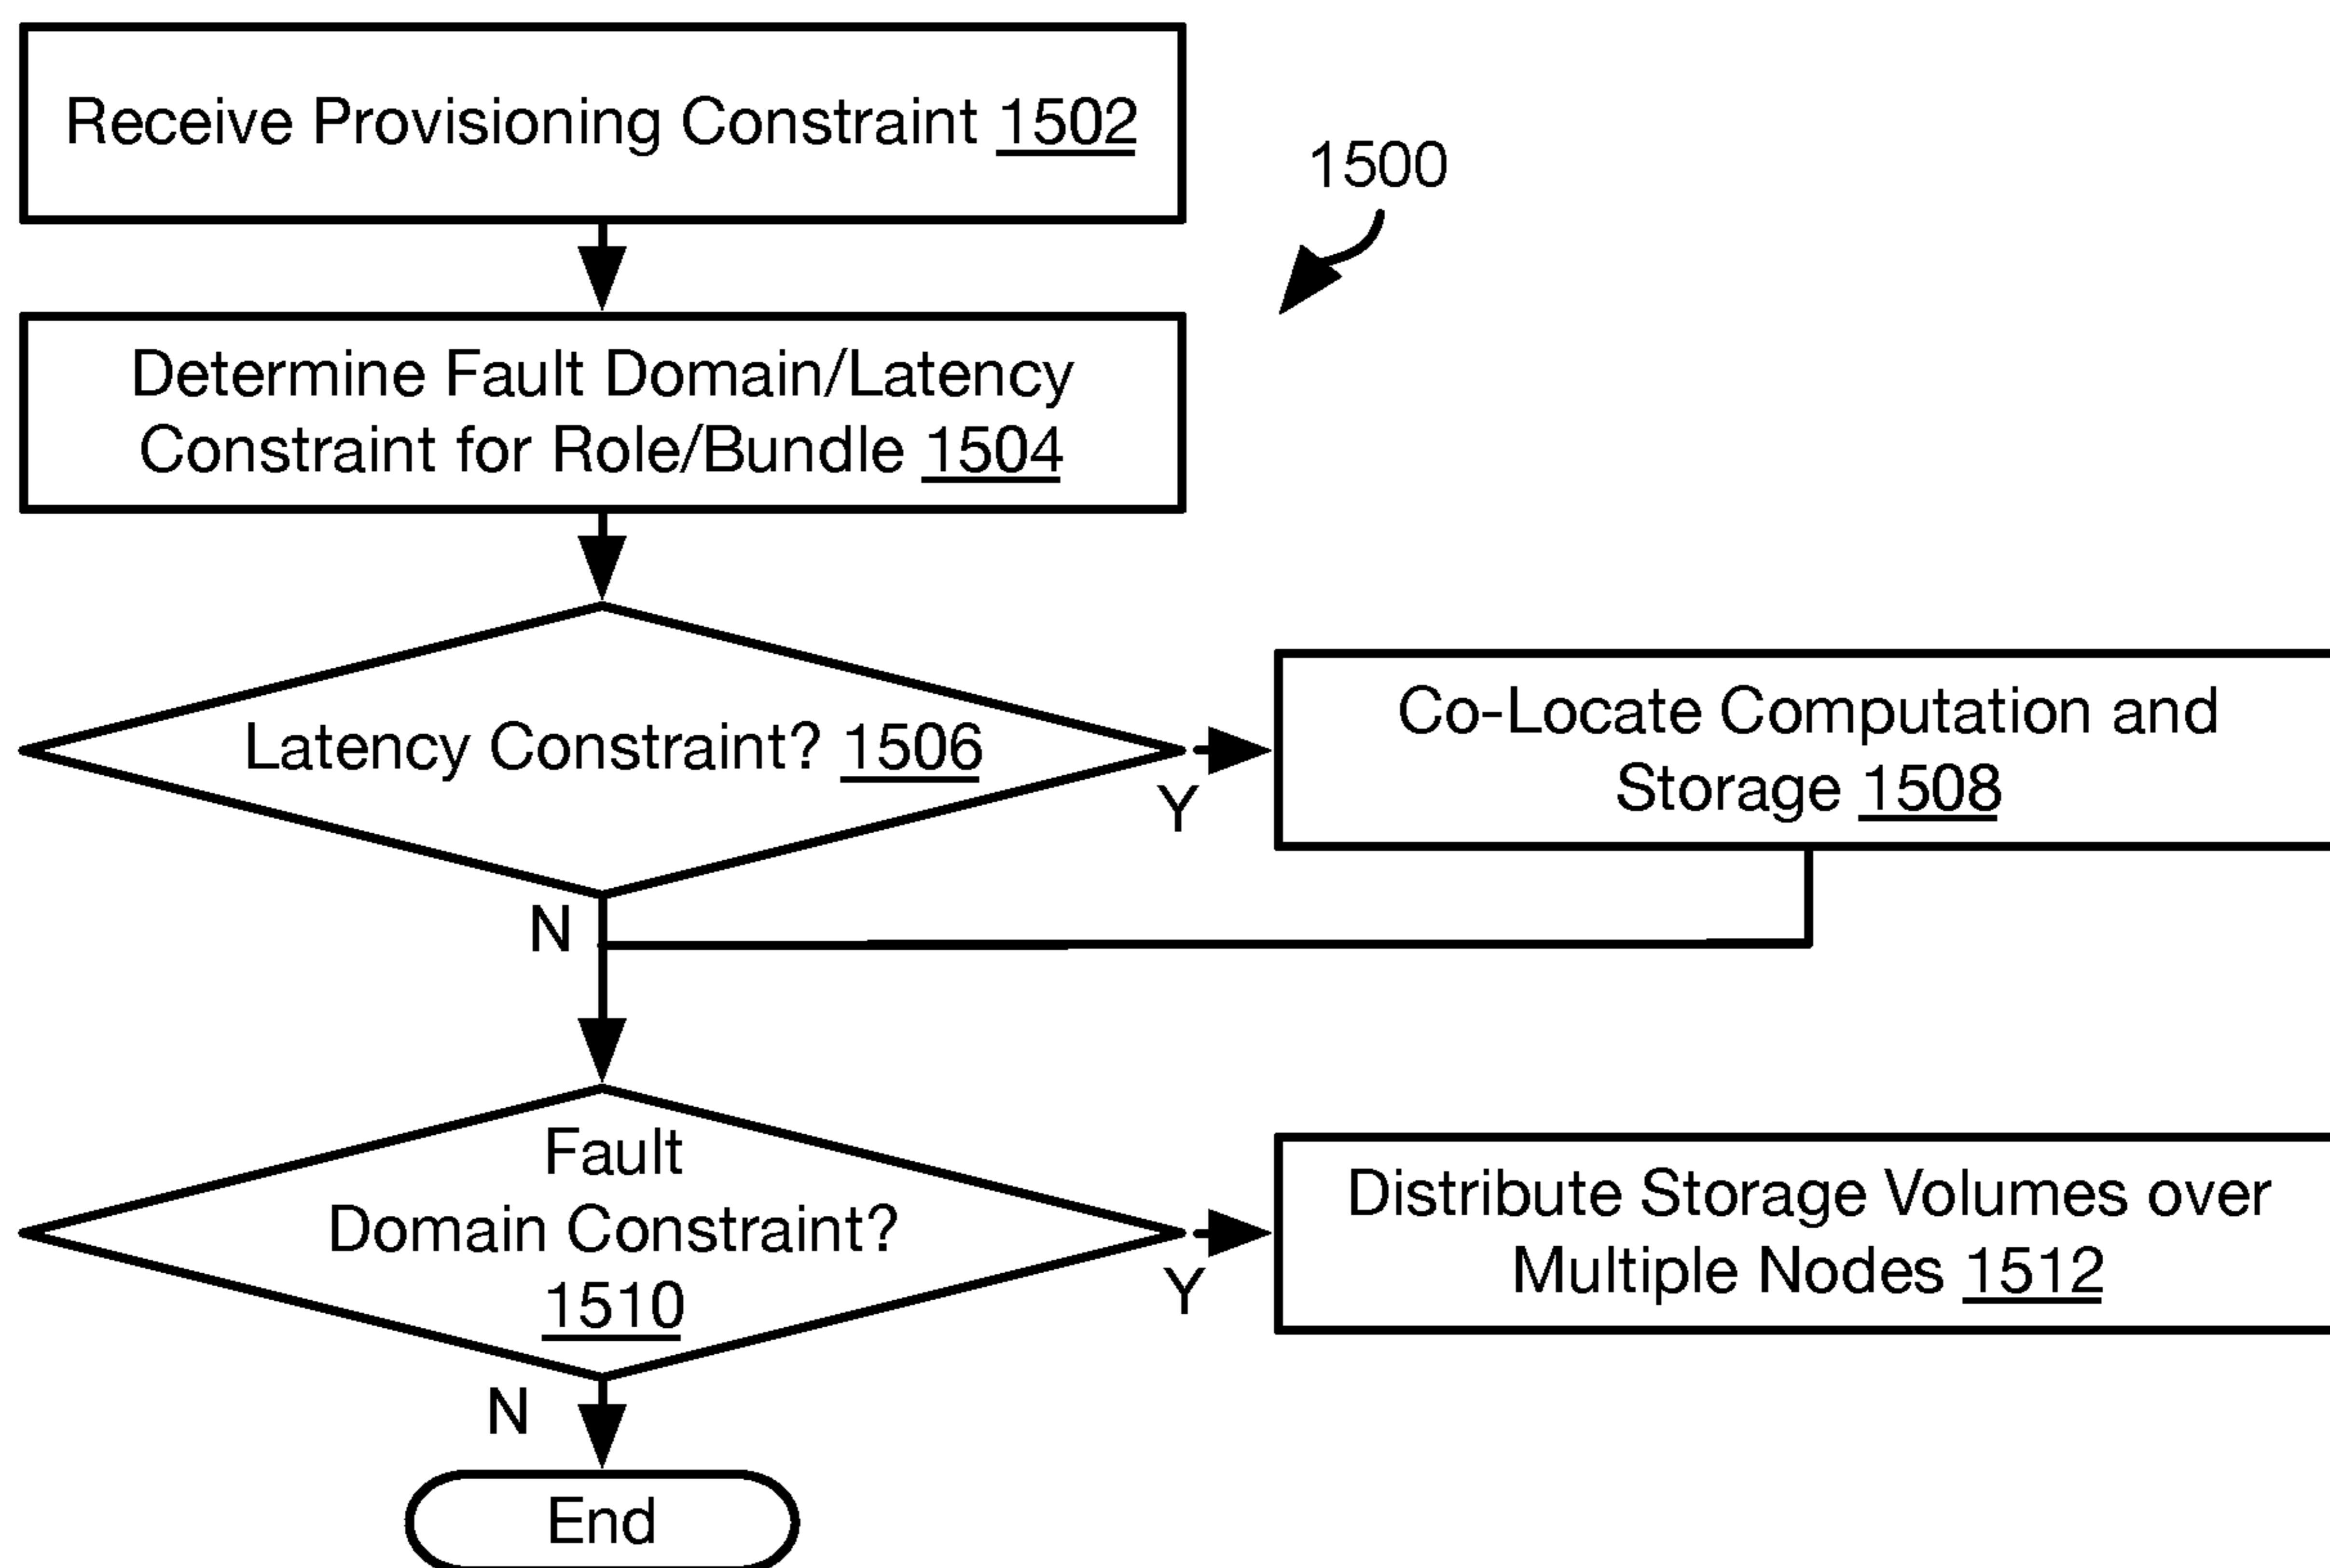 Receive Provisioning Constraint 1502
1500
Determine Fault Domain/Latency
Constraint for Role/Bundle 1504
Latency Constraint? 1506
Y
Co-Locate Computation and
Storage 1508
N
Fault
Domain Constraint?
1510
Y
Distribute Storage Volumes over
Multiple Nodes 1512
N
End